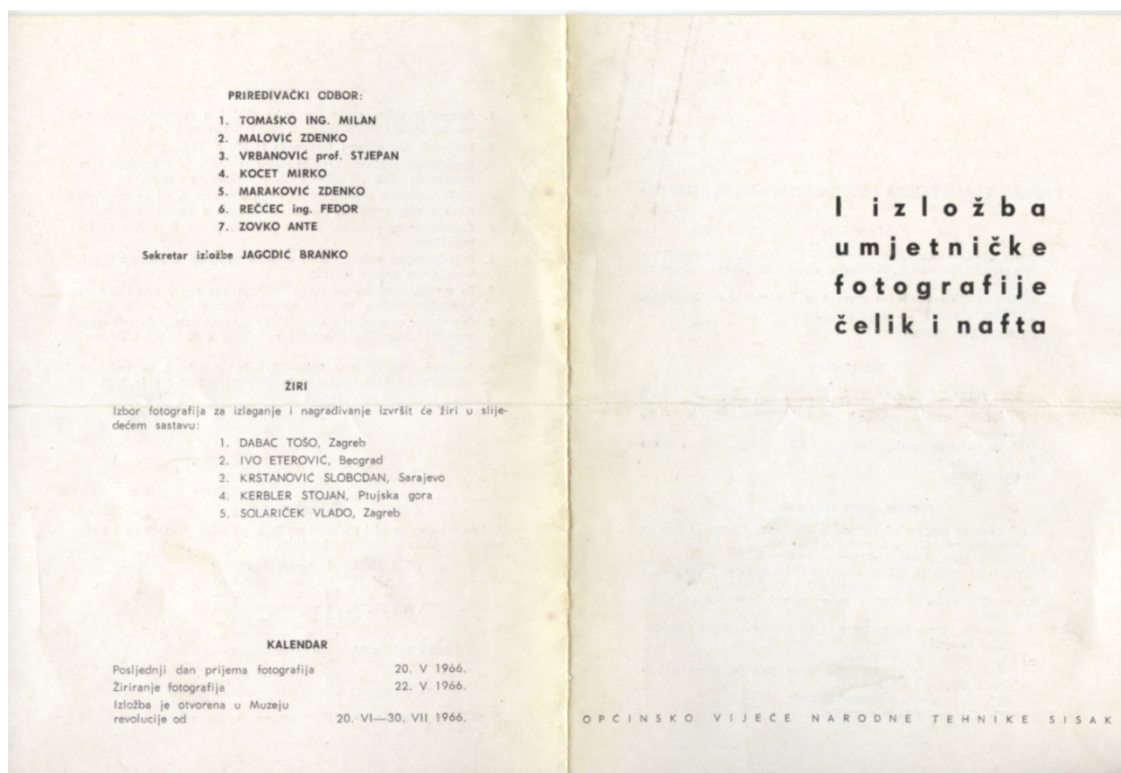 PRIREĐIVAČKI ODBOR:
1. TOMAŠKO ING. MILAN
2. MALOVIĆ ZDENKO
3. VRBANOVIĆ prof. STJEPAN
4. KOCET MIRKO
5. MARAKOVIĆ ZDENKO
6. REČČEC ing. FEDOR
7. ZOVKO ANTE
Sekretar izložbe JAGODIĆ BRANKO
ŽIRI
Izbor fotografija za izlaganje i nagrađivanje izvršit će žiri u slije-
dećem sastavu:
1. DABAC TOŠO, Zagreb
2. IVO ETEROVIĆ, Beograd
3. KRSTANOVIĆ SLOBODAN, Sarajevo
4. KERBLER STOJAN, Ptujska gora
5. SOLARIČEK VLADO, Zagreb
KALENDAR
Posljednji dan prijema fotografija 20. V 1966.
Žiriranje fotografija 22. V 1966.
Izložba je otvorena u Muzeju
revolucije od 20. VI—30. VII 1966.
I izložba
umjetničke
fotografije
čelik i nafta
OPĆINSKO VIJEĆE NARODNE TEHNIKE SISAK